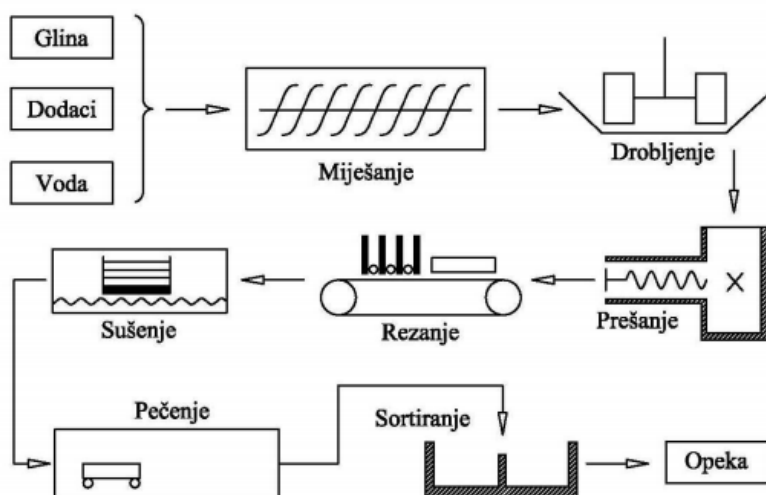 Glina
Dodaci
Voda
Miješanje
Drobljenje
Prešanje
Rezanje
Sušenje
Pečenje
Sortiranje
Opeka